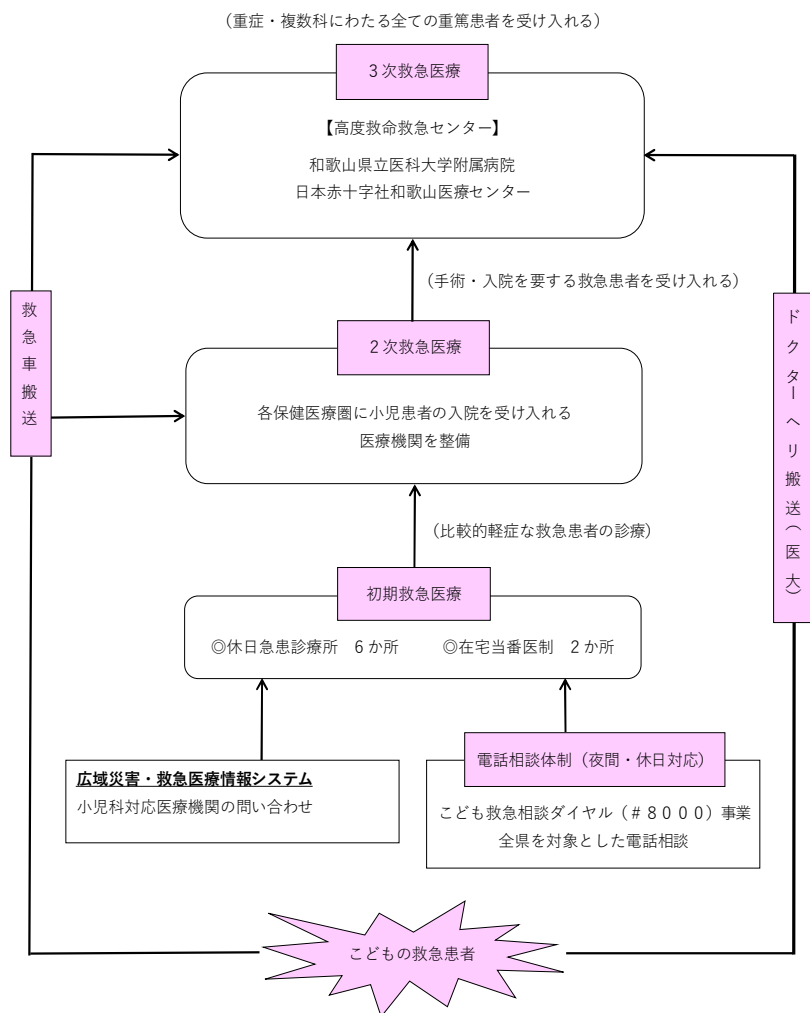 （重症・複数科にわたる全ての重篤患者を受け入れる）
３次救急医療
【高度救命救急センター】
和歌山県立医科大学附属病院
日本赤十字社和歌山医療センター
（手術・入院を要する救急患者を受け入れる）
救急車搬送
ドクターヘリ搬送（医大）
２次救急医療
各保健医療圏に小児患者の入院を受け入れる
医療機関を整備
（比較的軽症な救急患者の診療）
初期救急医療
◎休日急患診療所　６か所　　◎在宅当番医制　２か所
広域災害・救急医療情報システム
小児科対応医療機関の問い合わせ
電話相談体制（夜間・休日対応）
こども救急相談ダイヤル（＃８０００）事業
全県を対象とした電話相談
こどもの救急患者